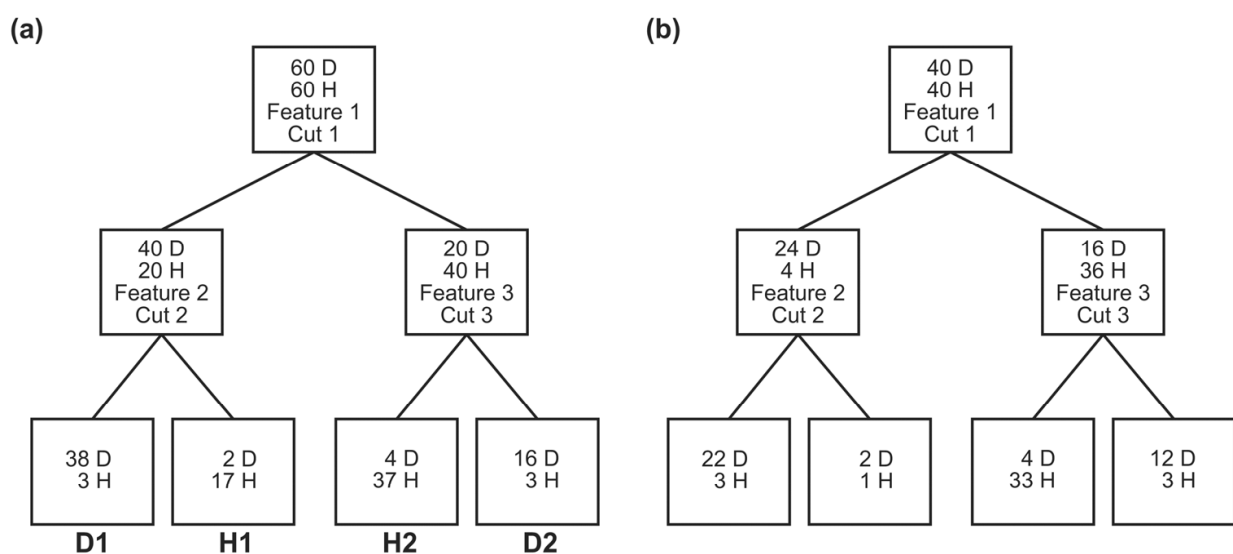 (a)
60 D
60 H
Feature 1
Cut 1
40 D
20 H
Feature 2
Cut 2
20 D
40 H
Feature 3
Cut 3
38 D
3 H
2 D
17 H
4 D
37 H
16 D
3 H
D1
H1
H2
D2
(b)
40 D
40 H
Feature 1
Cut 1
24 D
4 H
Feature 2
Cut 2
16 D
36 H
Feature 3
Cut 3
22 D
3 H
2 D
1 H
4 D
33 H
12 D
3 H